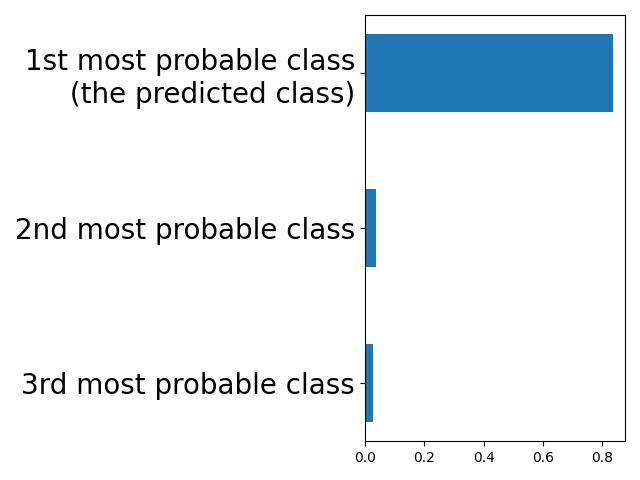 1st most probable class
(the predicted class)
2nd most probable class
3rd most probable class
0.0 0.2 0.4 0.6 0.8